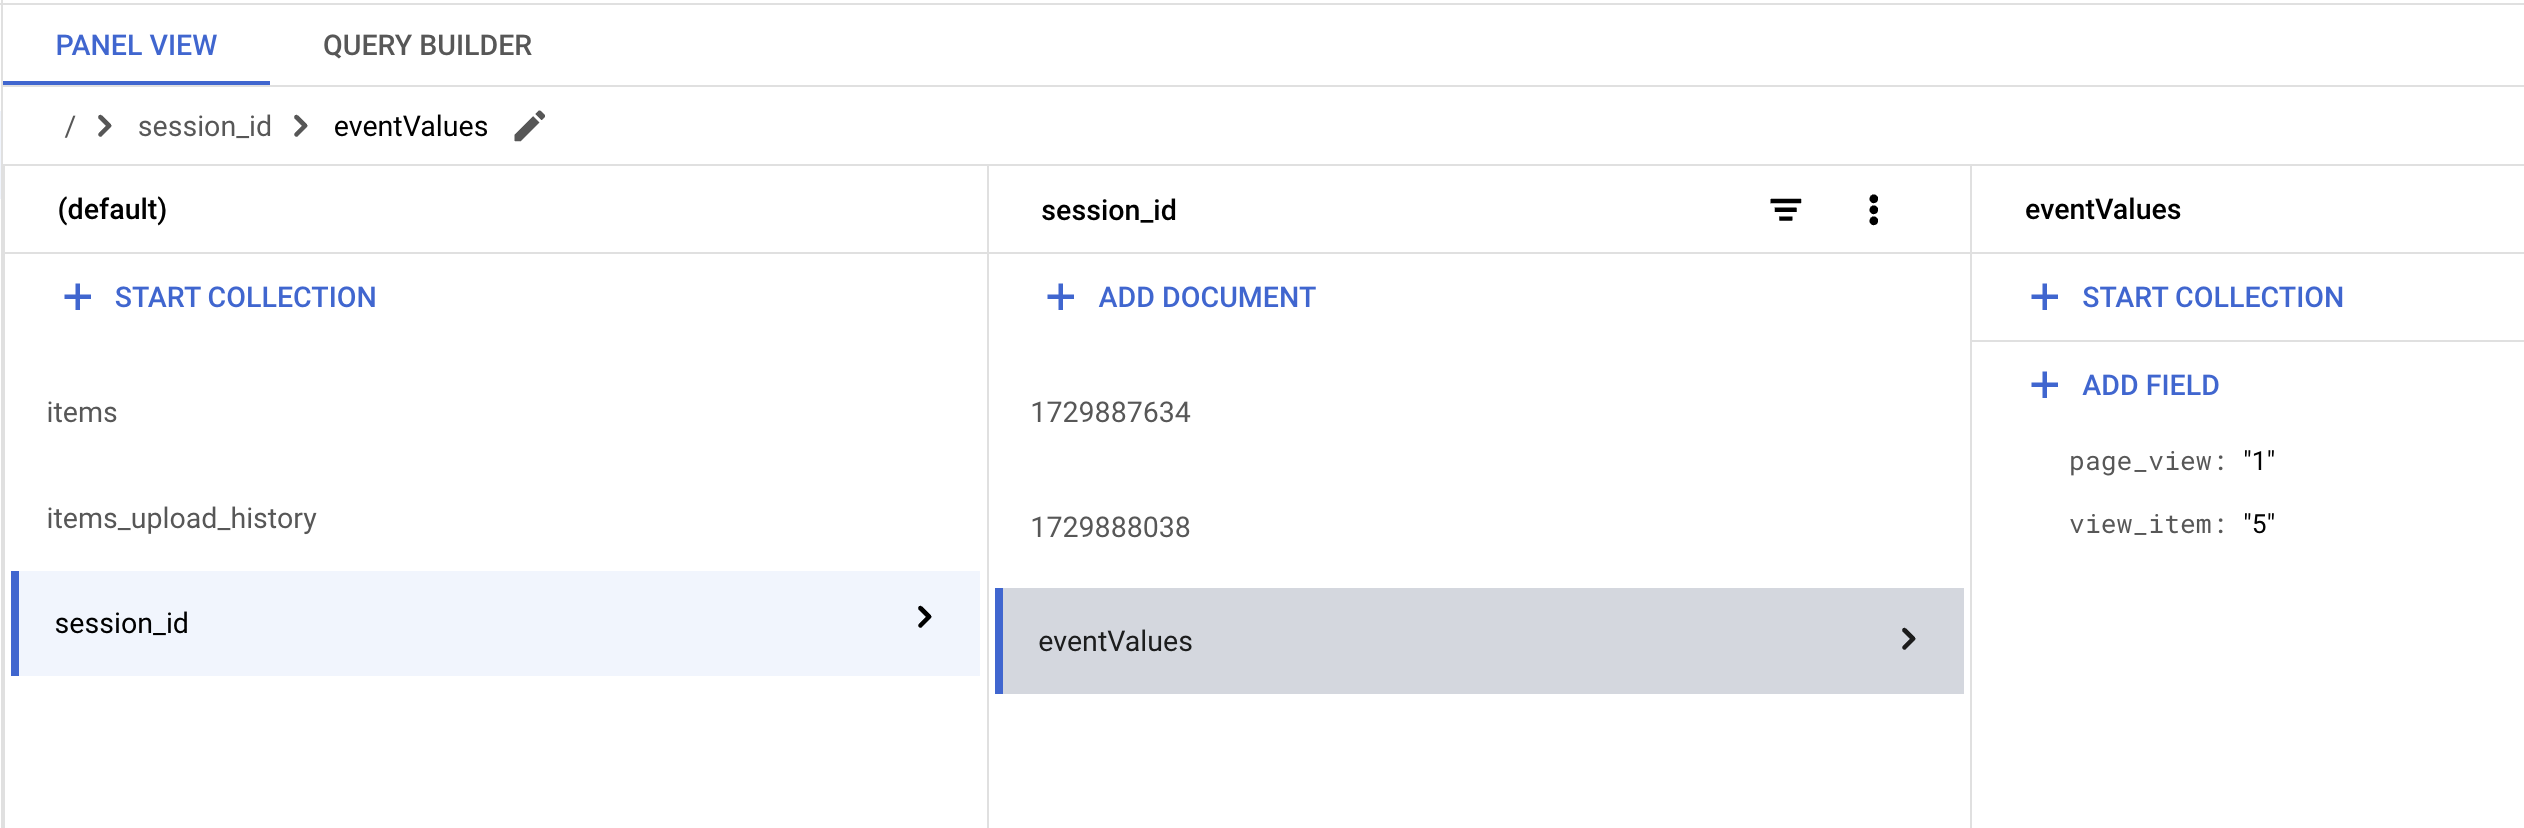 PANEL VIEW QUERY BUILDER
/ session_id eventValues
(default)
START COLLECTION
items
items_upload_history
session_id
session_id
ADD DOCUMENT
1729887634
1729888038
eventValues
eventValues
START COLLECTION
ADD FIELD
page_view: "1"
view_item: "5"